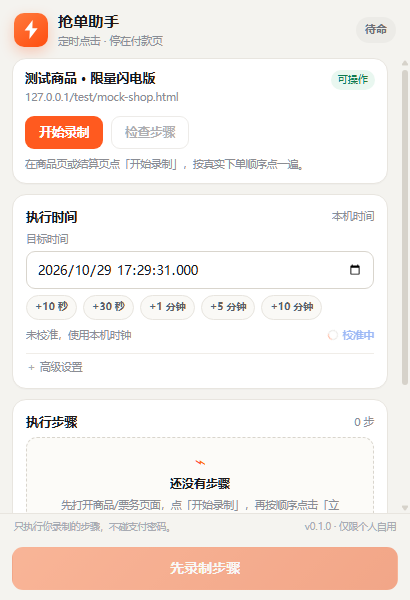 抢单助手
定时点击 · 停在付款页
待命
测试商品 • 限量闪电版
可操作
127.0.0.1/test/mock-shop.html
开始录制
检查步骤
在商品页或结算页点「开始录制」，按真实下单顺序点一遍。
执行时间
本机时间
目标时间
2026/10/29 17:29:31.000
+10 秒
+30 秒
+1 分钟
+5 分钟
+10 分钟
未校准，使用本机时钟
校准中
+ 高级设置
执行步骤
0 步
还没有步骤
先打开商品/票务页面，点「开始录制」，再按顺序点击「立
只执行你录制的步骤，不碰支付密码。
v0.1.0 · 仅限个人自用
先录制步骤